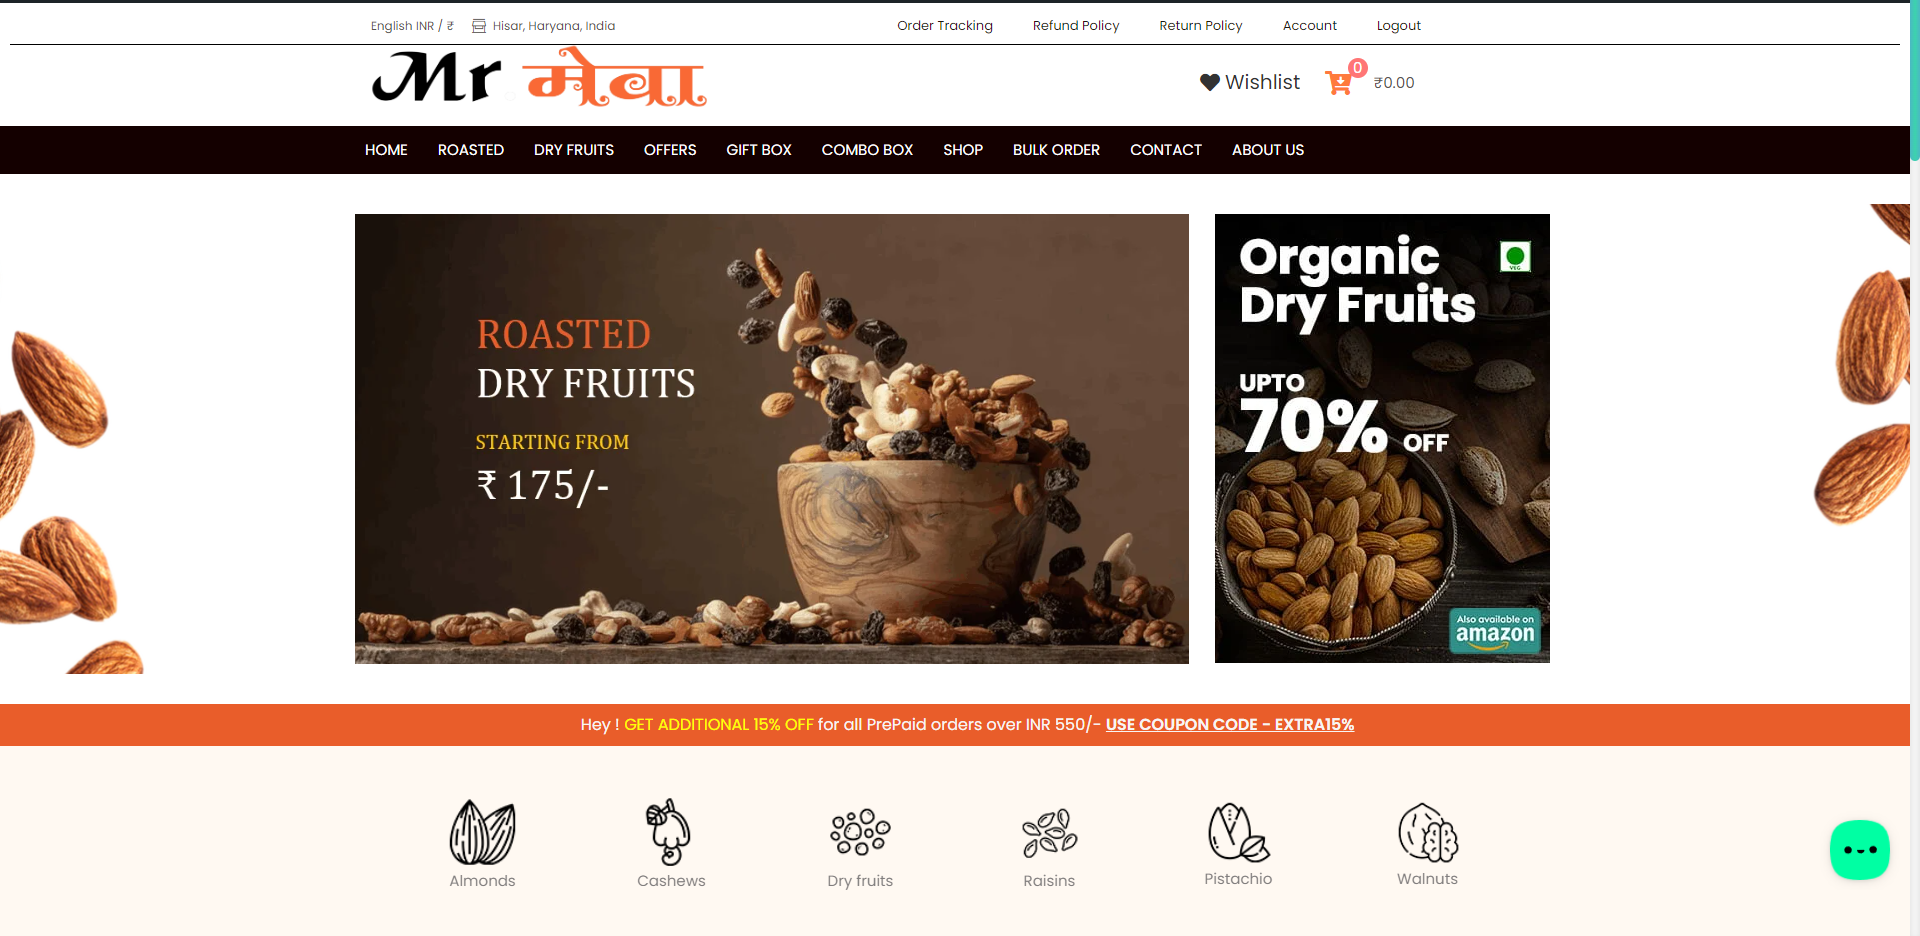 English INR / ₹ Hisar, Haryana, India
Order Tracking Refund Policy Return Policy Account Logout
Mr मेवा
Wishlist 0 ₹0.00
HOME ROASTED DRY FRUITS OFFERS GIFT BOX COMBO BOX SHOP BULK ORDER CONTACT ABOUT US
ROASTED
DRY FRUITS
STARTING FROM
₹ 175/-
Organic
Dry Fruits
VEG
UPTO
70% OFF
Also available on
amazon
Hey ! GET ADDITIONAL 15% OFF for all PrePaid orders over INR 550/- USE COUPON CODE - EXTRA15%
Almonds Cashews Dry fruits Raisins Pistachio Walnuts